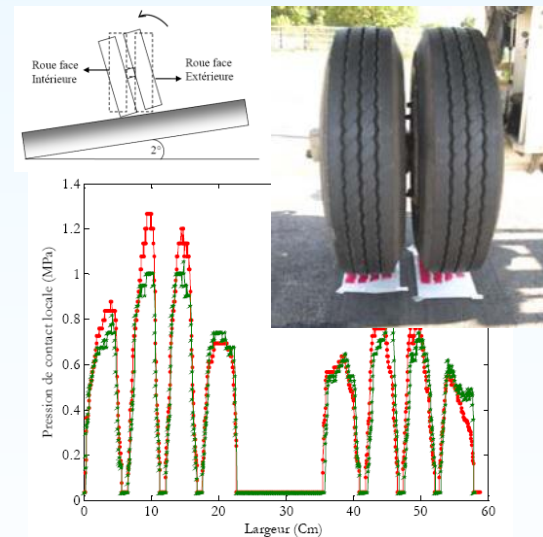 Roue face
Intérieure
Roue face
Extérieure
2°
1.4
1.2
1
0.8
0.6
0.4
0.2
0
Pression de contact locale (MPa)
0
10
20
30
40
50
60
Largeur (Cm)